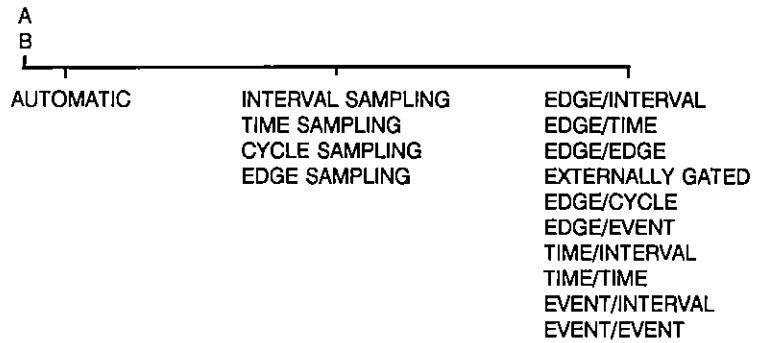 A
B
AUTOMATIC
INTERVAL SAMPLING
TIME SAMPLING
CYCLE SAMPLING
EDGE SAMPLING
EDGE/INTERVAL
EDGE/TIME
EDGE/EDGE
EXTERNALLY GATED
EDGE/CYCLE
EDGE/EVENT
TIME/INTERVAL
TIME/TIME
EVENT/INTERVAL
EVENT/EVENT